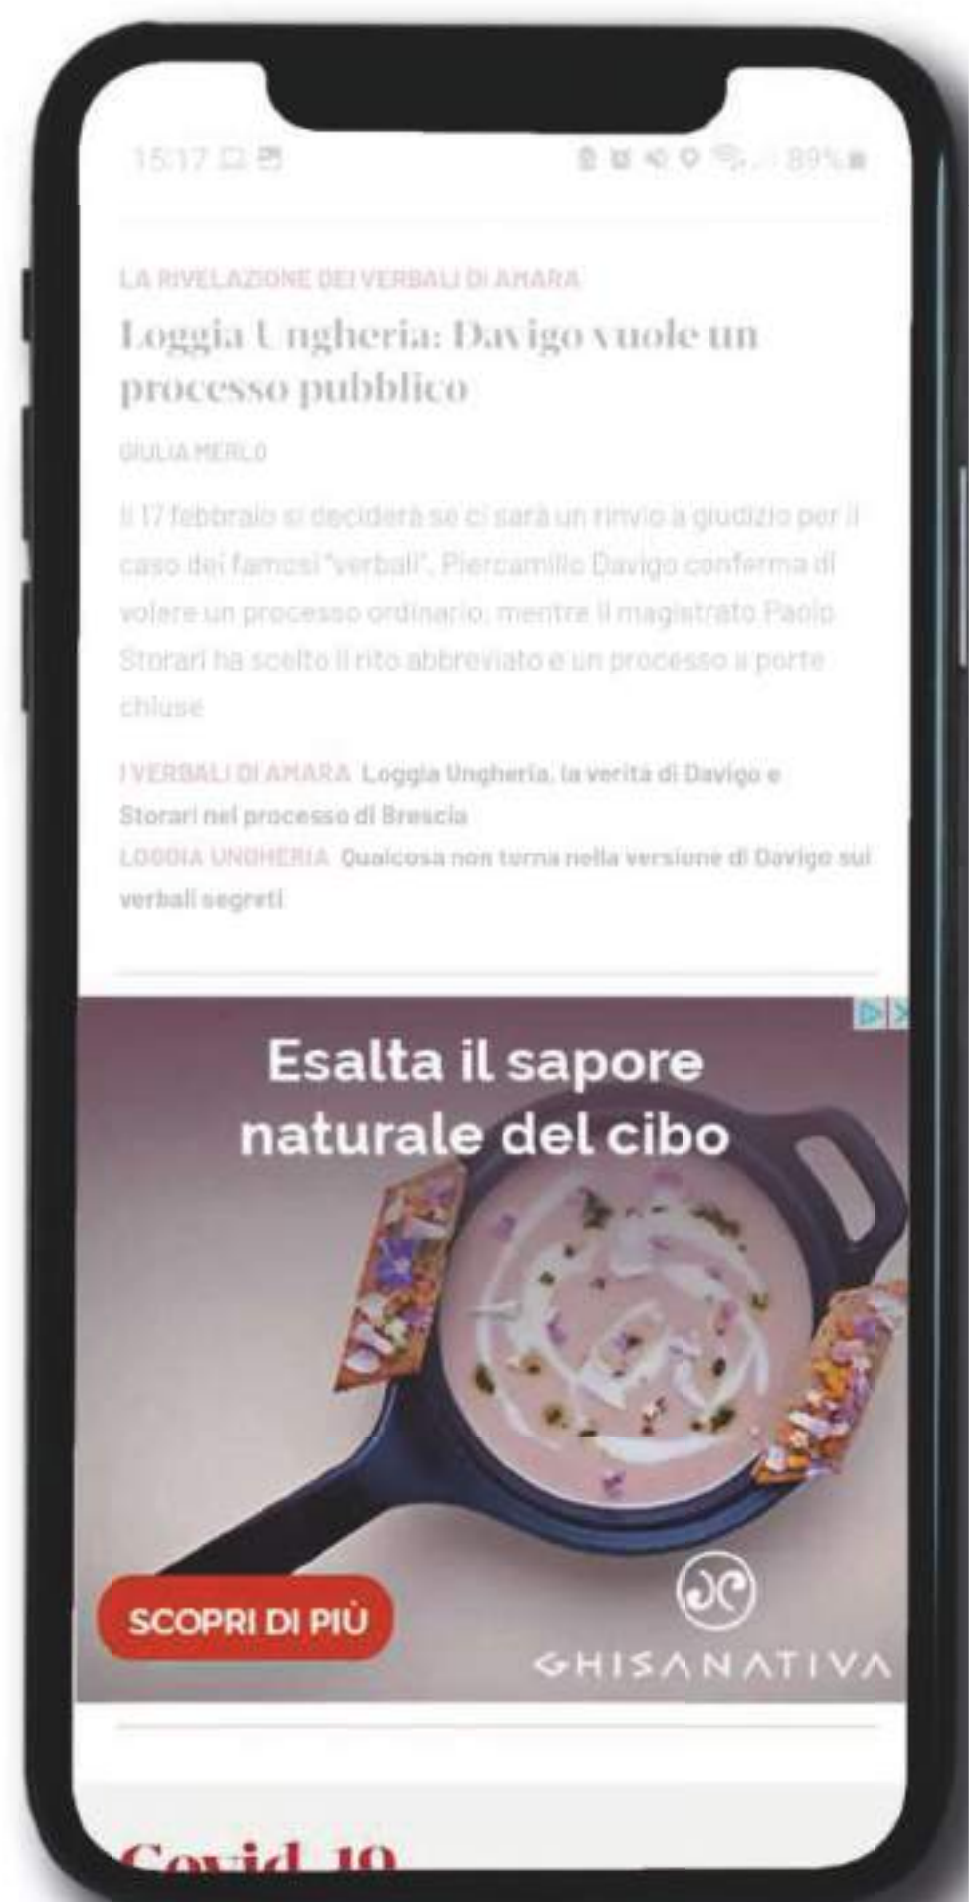 15:17 89%
LA RIVELAZIONE DEI VERBALI DI AMARA
Loggia Ungheria: Davigo vuole un
processo pubblico
GIULIA MERLO
Il 17 febbraio si deciderà se ci sarà un rinvio a giudizio per il
caso dei famosi "verbali". Piercamillo Davigo conferma di
volere un processo ordinario, mentre il magistrato Paolo
Storari ha scelto il rito abbreviato e un processo a porte
chiuse
I VERBALI DI AMARA Loggia Ungheria, la verità di Davigo e
Storari nel processo di Brescia
LOGGIA UNGHERIA Qualcosa non torna nella versione di Davigo sui
verbali segreti
Esalta il sapore
naturale del cibo
SCOPRI DI PIÙ
GHISANATIVA
Covid-19